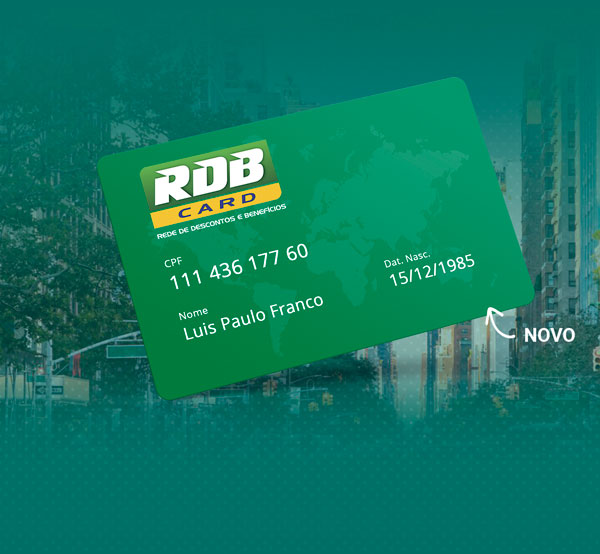 RDB
CARD
REDE DE DESCONTOS E BENEFÍCIOS
CPF
111 436 177 60
Dat. Nasc.
15/12/1985
Nome
Luis Paulo Franco
NOVO